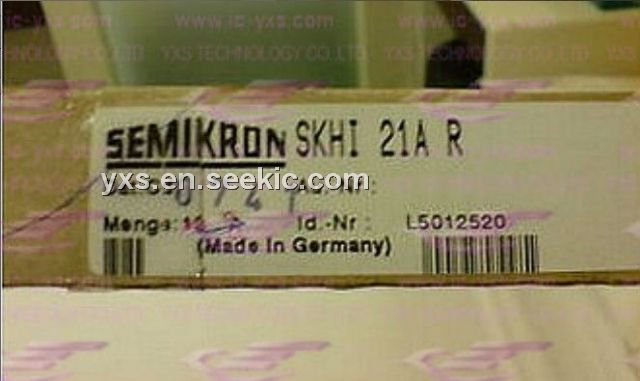 www.ic-yxs.com
YXS TECHNOLOGY CO.,LTD
SEMIKRON SKHI 21A R
yxs.en.seekic.com
Menge:
Id.-Nr : L5012520
(Made in Germany)